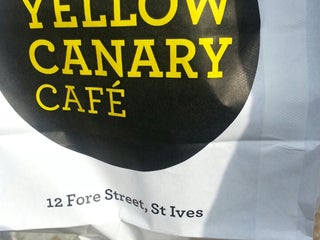 YELLOW
CANARY
CAFÉ
12 Fore Street, St Ives